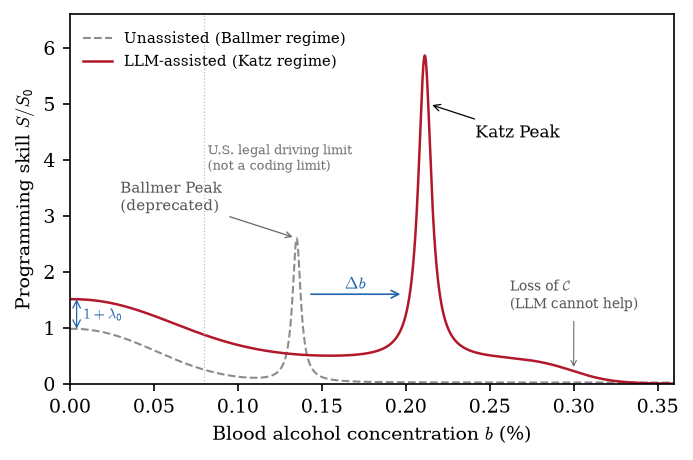 Unassisted (Ballmer regime)
LLM-assisted (Katz regime)
U.S. legal driving limit
(not a coding limit)
Katz Peak
Ballmer Peak
(deprecated)
Δb
Loss of 𝒞
(LLM cannot help)
1 + λ₀
Programming skill S/S₀
6
5
4
3
2
1
0
0.00 0.05 0.10 0.15 0.20 0.25 0.30 0.35
Blood alcohol concentration b (%)